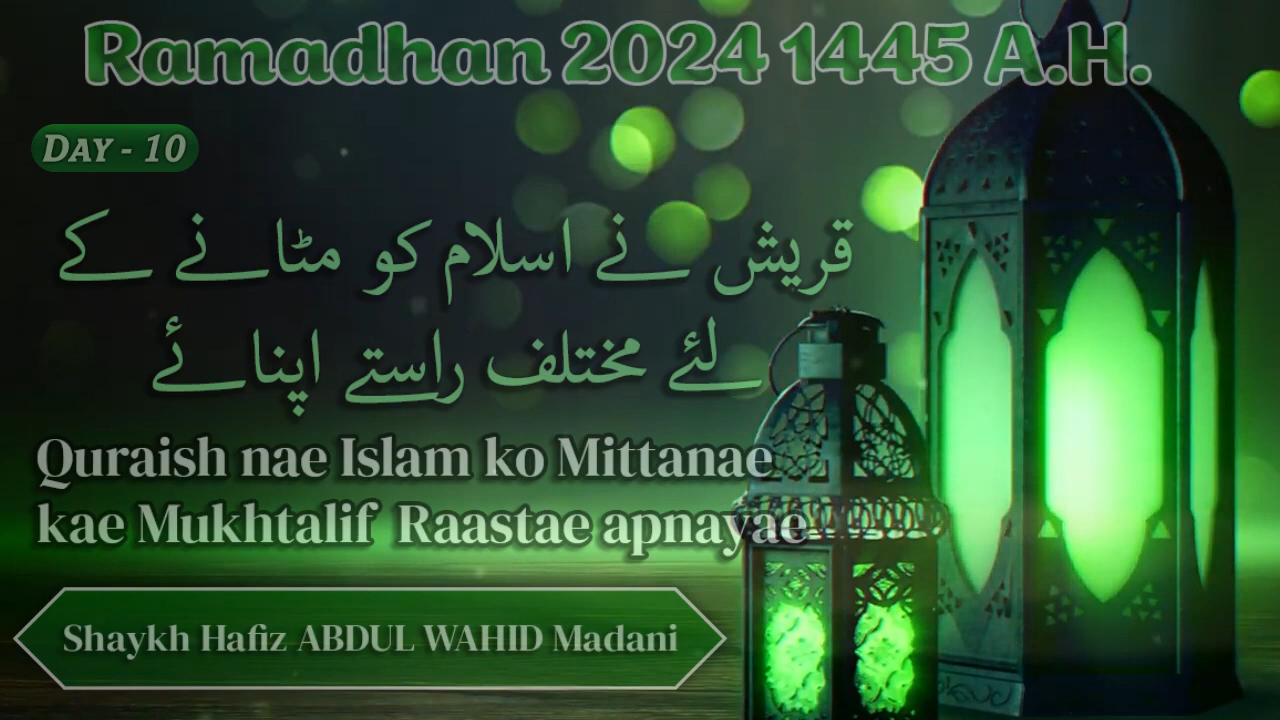 Ramadhan 2024 1445 A.H.
DAY - 10
قریش نے اسلام کو مٹانے کے
لئے مختلف راستے اپنائے
Quraish nae Islam ko Mittanae
kae Mukhtalif Raastae apnayae
Shaykh Hafiz ABDUL WAHID Madani